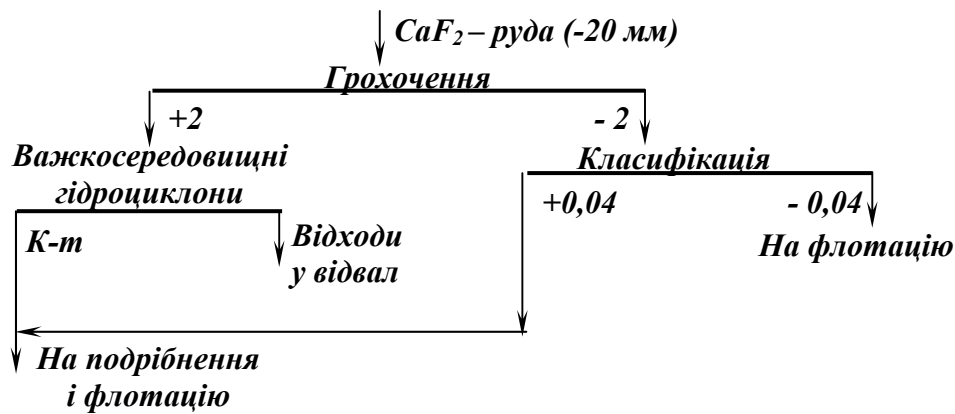 CaF2 – руда (-20 мм)
Грохочення
+2
- 2
Важкосередовищні
гідроциклони
Класифікація
+0,04
- 0,04
К-т
Відходи
у відвал
На флотацію
На подрібнення
і флотацію